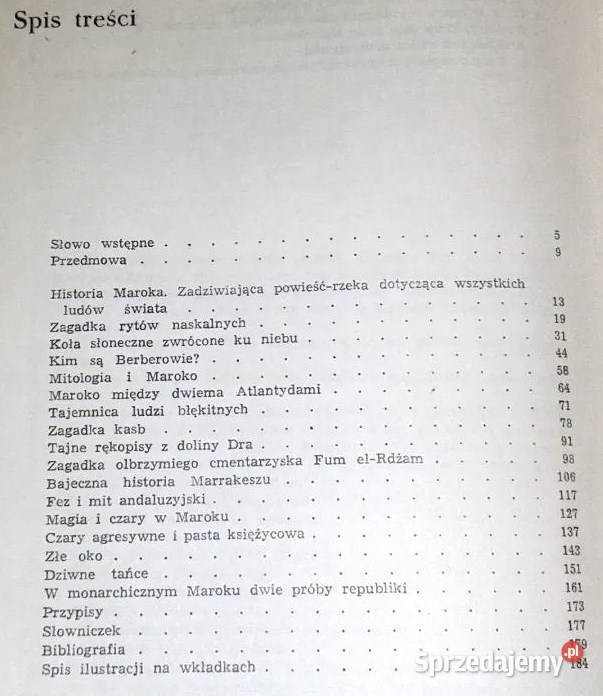 Spis treści
Słowo wstępne . . . . . . . . . . . . . . . . . . 5
Przedmowa . . . . . . . . . . . . . . . . . . 9
Historia Maroka. Zadziwiająca powieść-rzeka dotycząca wszystkich
ludów świata . . . . . . . . . . . . . . . . 13
Zagadka rytów naskalnych . . . . . . . . . . . . . 19
Koła słoneczne zwrócone ku niebu . . . . . . . . . . . 31
Kim są Berberowie? . . . . . . . . . . . . . . . 44
Mitologia i Maroko . . . . . . . . . . . . . . . 58
Maroko między dwiema Atlantydami . . . . . . . . . . 64
Tajemnica ludzi błękitnych . . . . . . . . . . . . . 71
Zagadka kasb . . . . . . . . . . . . . . . . . 78
Tajne rękopisy z doliny Dra . . . . . . . . . . . . . 91
Zagadka olbrzymiego cmentarzyska Fum el-Rdżam . . . . . . 98
Bajeczna historia Marrakeszu . . . . . . . . . . . . 106
Fez i mit andaluzyjski . . . . . . . . . . . . . . . 117
Magia i czary w Maroku . . . . . . . . . . . . . . 127
Czary agresywne i pasta księżycowa . . . . . . . . . . 137
Złe oko . . . . . . . . . . . . . . . . . . . 143
Dziwne tańce . . . . . . . . . . . . . . . . . 151
W monarchicznym Maroku dwie próby republiki . . . . . . . 161
Przypisy . . . . . . . . . . . . . . . . . . . 173
Słowniczek . . . . . . . . . . . . . . . . . . 177
Bibliografia . . . . . . . . . . . . . . . . . . 179
Spis ilustracji na wkładkach . . . . . . . . . . . . 184
Sprzedajemy.pl